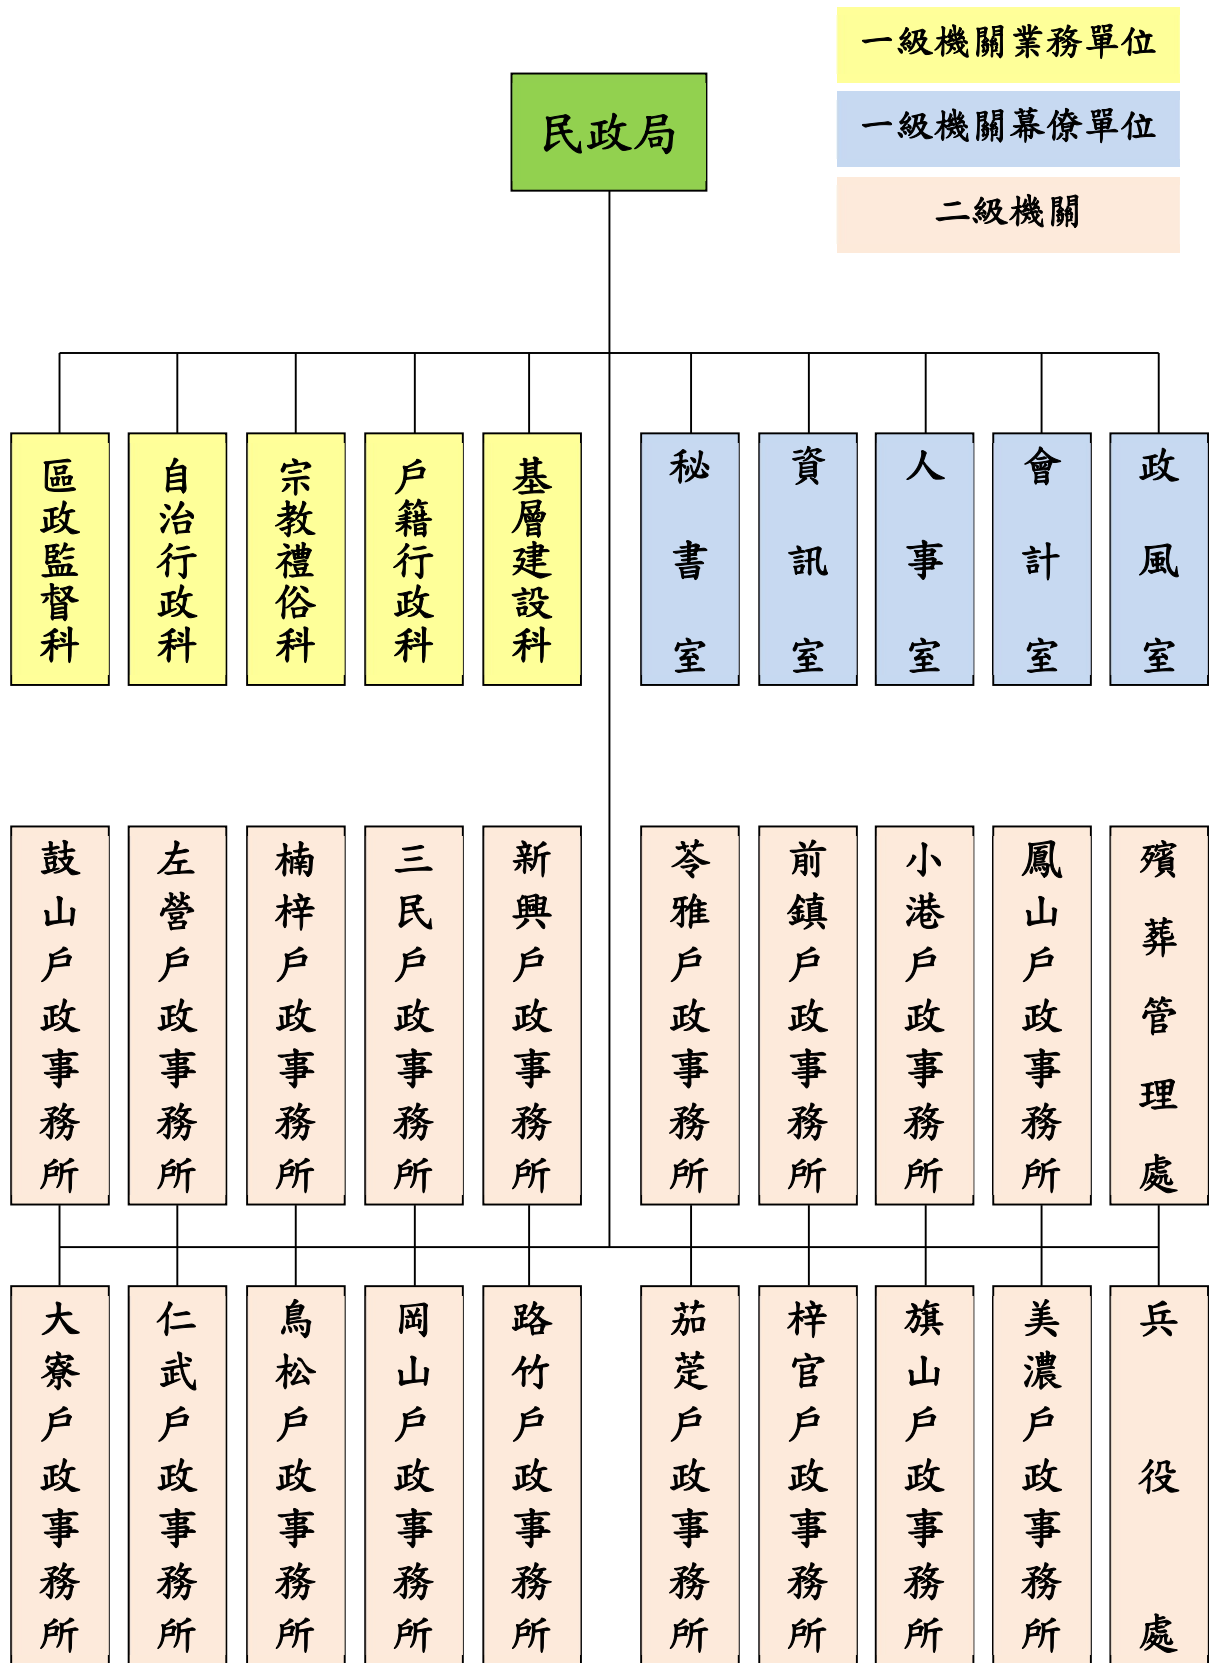 一級機關業務單位
民政局
一級機關幕僚單位
二級機關
區政監督科
自治行政科
宗教禮俗科
戶籍行政科
基層建設科
秘書室
資訊室
人事室
會計室
政風室
鼓山戶政事務所
左營戶政事務所
楠梓戶政事務所
三民戶政事務所
新興戶政事務所
苓雅戶政事務所
前鎮戶政事務所
小港戶政事務所
鳳山戶政事務所
殯葬管理處
大寮戶政事務所
仁武戶政事務所
鳥松戶政事務所
岡山戶政事務所
路竹戶政事務所
茄萣戶政事務所
梓官戶政事務所
旗山戶政事務所
美濃戶政事務所
兵役處